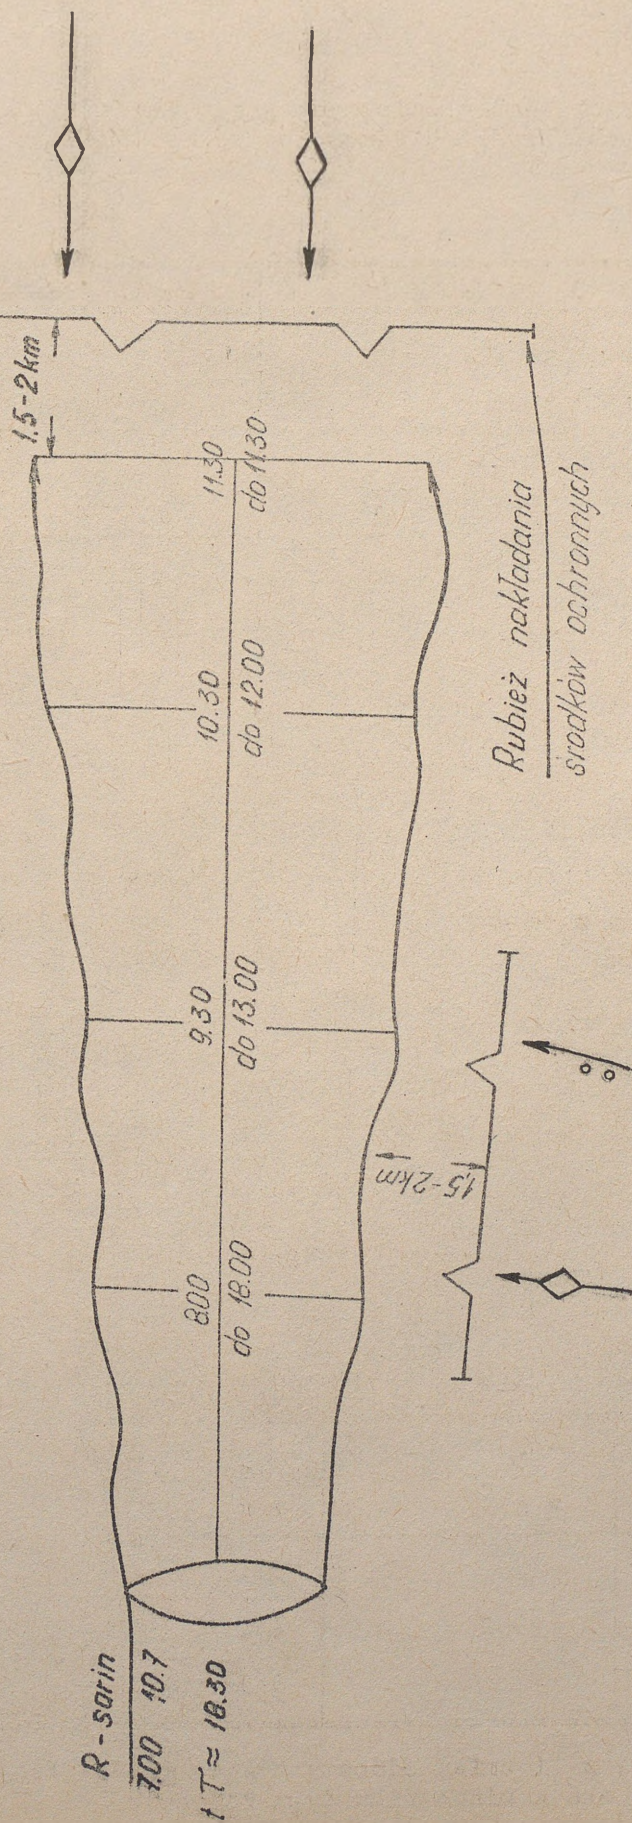 R - sarin
7.00 10.7
t T ≈ 18.30
8.00
do 18.00
9.30
do 13.00
10.30
do 12.00
11.30
do 11.30
1.5-2km
1,5-2km
Rubież nakładania
środków ochronnych